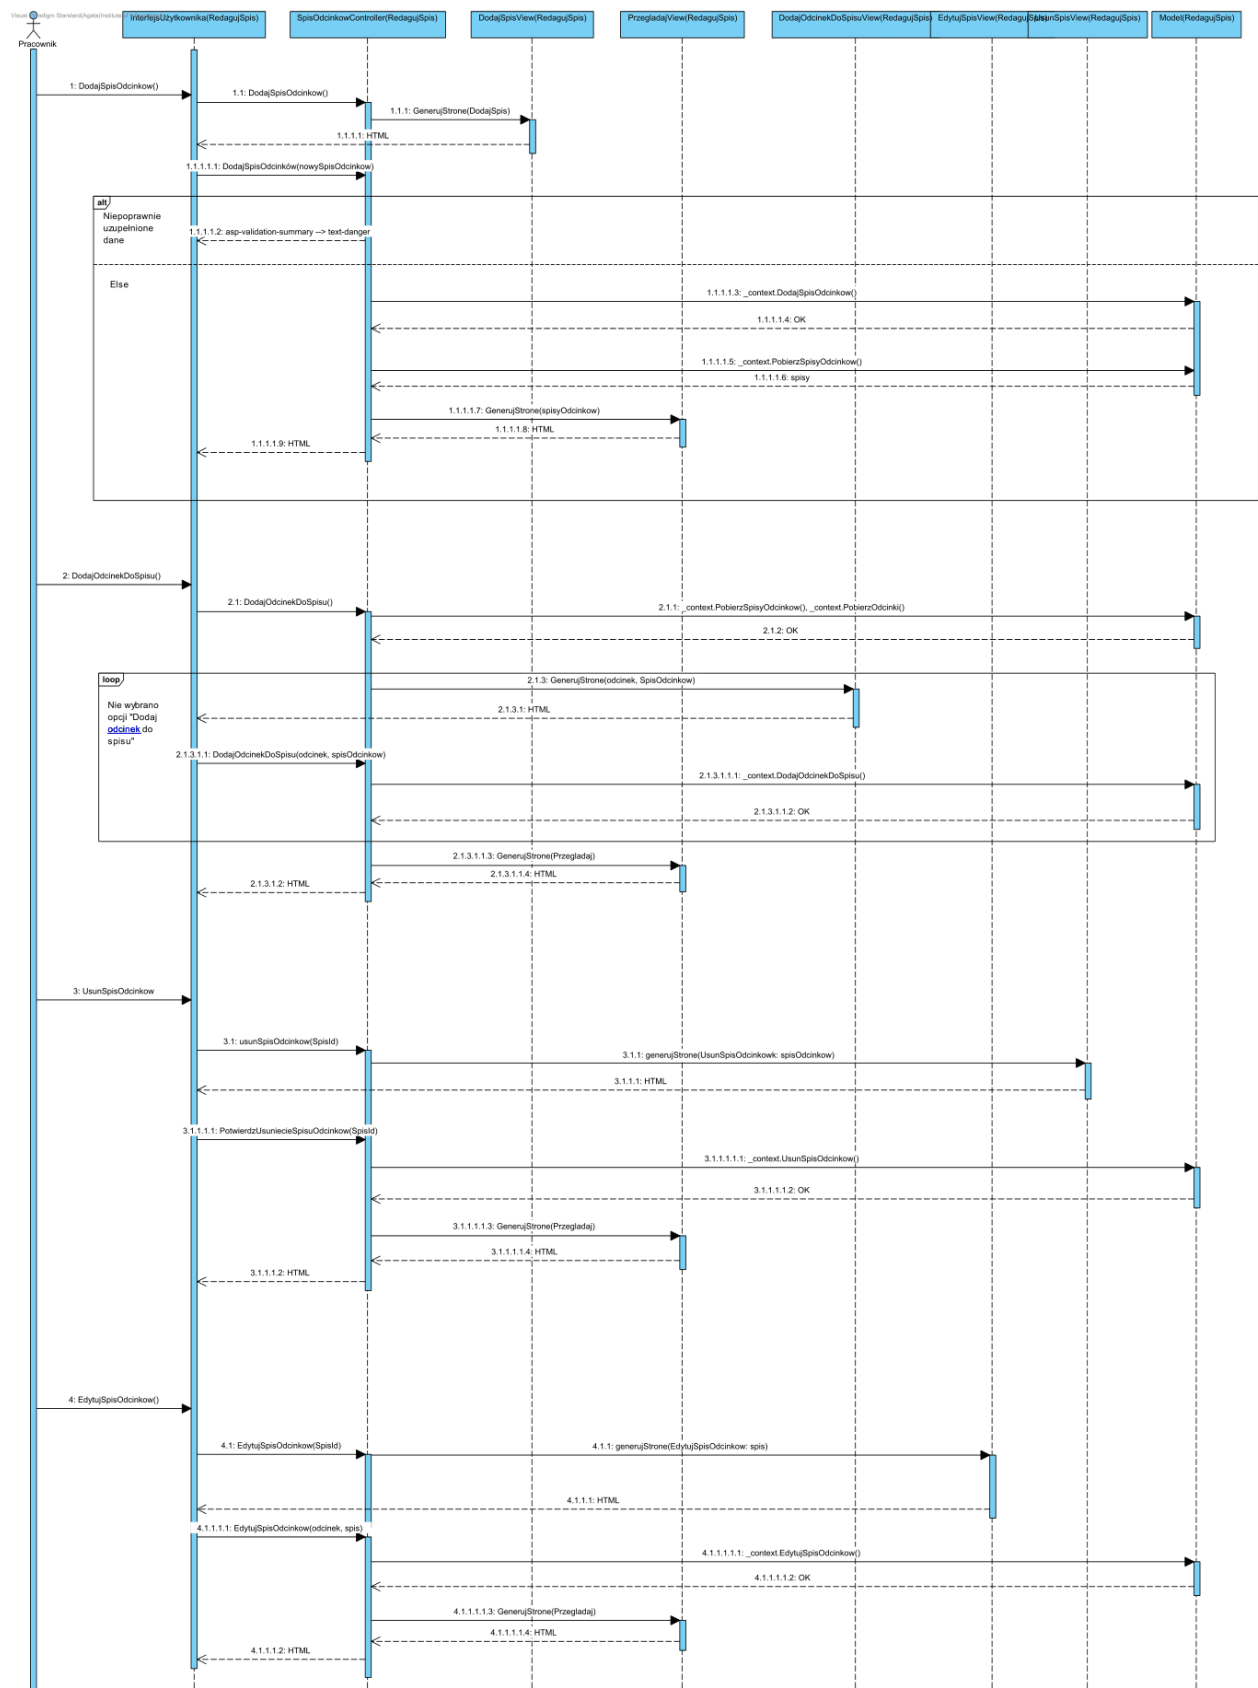 Visual Paradigm Standard(Agata(Institute of
Pracownik
InterfejsUżytkownika(RedagujSpis)
SpisOdcinkowController(RedagujSpis)
DodajSpisView(RedagujSpis)
PrzegladajView(RedagujSpis)
DodajOdcinekDoSpisuView(RedagujSpis)
EdytujSpisView(RedagujSpis)
UsunSpisView(RedagujSpis)
Model(RedagujSpis)
1: DodajSpisOdcinkow()
1.1: DodajSpisOdcinkow()
1.1.1: GenerujStrone(DodajSpis)
1.1.1.1: HTML
1.1.1.1.1: DodajSpisOdcinków(nowySpisOdcinkow)
alt
Niepoprawnie
uzupełnione
dane
1.1.1.1.2: asp-validation-summary --> text-danger
Else
1.1.1.1.3: _context.DodajSpisOdcinkow()
1.1.1.1.4: OK
1.1.1.1.5: _context.PobierzSpisyOdcinkow()
1.1.1.1.6: spisy
1.1.1.1.7: GenerujStrone(spisyOdcinkow)
1.1.1.1.8: HTML
1.1.1.1.9: HTML
2: DodajOdcinekDoSpisu()
2.1: DodajOdcinekDoSpisu()
2.1.1: _context.PobierzSpisyOdcinkow(), _context.PobierzOdcinki()
2.1.2: OK
loop
2.1.3: GenerujStrone(odcinek, SpisOdcinkow)
Nie wybrano
opcji "Dodaj
odcinek do
spisu"
2.1.3.1: HTML
2.1.3.1.1: DodajOdcinekDoSpisu(odcinek, spisOdcinkow)
2.1.3.1.1.1: _context.DodajOdcinekDoSpisu()
2.1.3.1.1.2: OK
2.1.3.1.1.3: GenerujStrone(Przegladaj)
2.1.3.1.1.4: HTML
2.1.3.1.2: HTML
3: UsunSpisOdcinkow
3.1: usunSpisOdcinkow(SpisId)
3.1.1: generujStrone(UsunSpisOdcinkowk: spisOdcinkow)
3.1.1.1: HTML
3.1.1.1.1: PotwierdzUsuniecieSpisuOdcinkow(SpisId)
3.1.1.1.1.1: _context.UsunSpisOdcinkow()
3.1.1.1.1.2: OK
3.1.1.1.1.3: GenerujStrone(Przegladaj)
3.1.1.1.1.4: HTML
3.1.1.1.2: HTML
4: EdytujSpisOdcinkow()
4.1: EdytujSpisOdcinkow(SpisId)
4.1.1: generujStrone(EdytujSpisOdcinkow: spis)
4.1.1.1: HTML
4.1.1.1.1: EdytujSpisOdcinkow(odcinek, spis)
4.1.1.1.1.1: _context.EdytujSpisOdcinkow()
4.1.1.1.1.2: OK
4.1.1.1.1.3: GenerujStrone(Przegladaj)
4.1.1.1.1.4: HTML
4.1.1.1.2: HTML